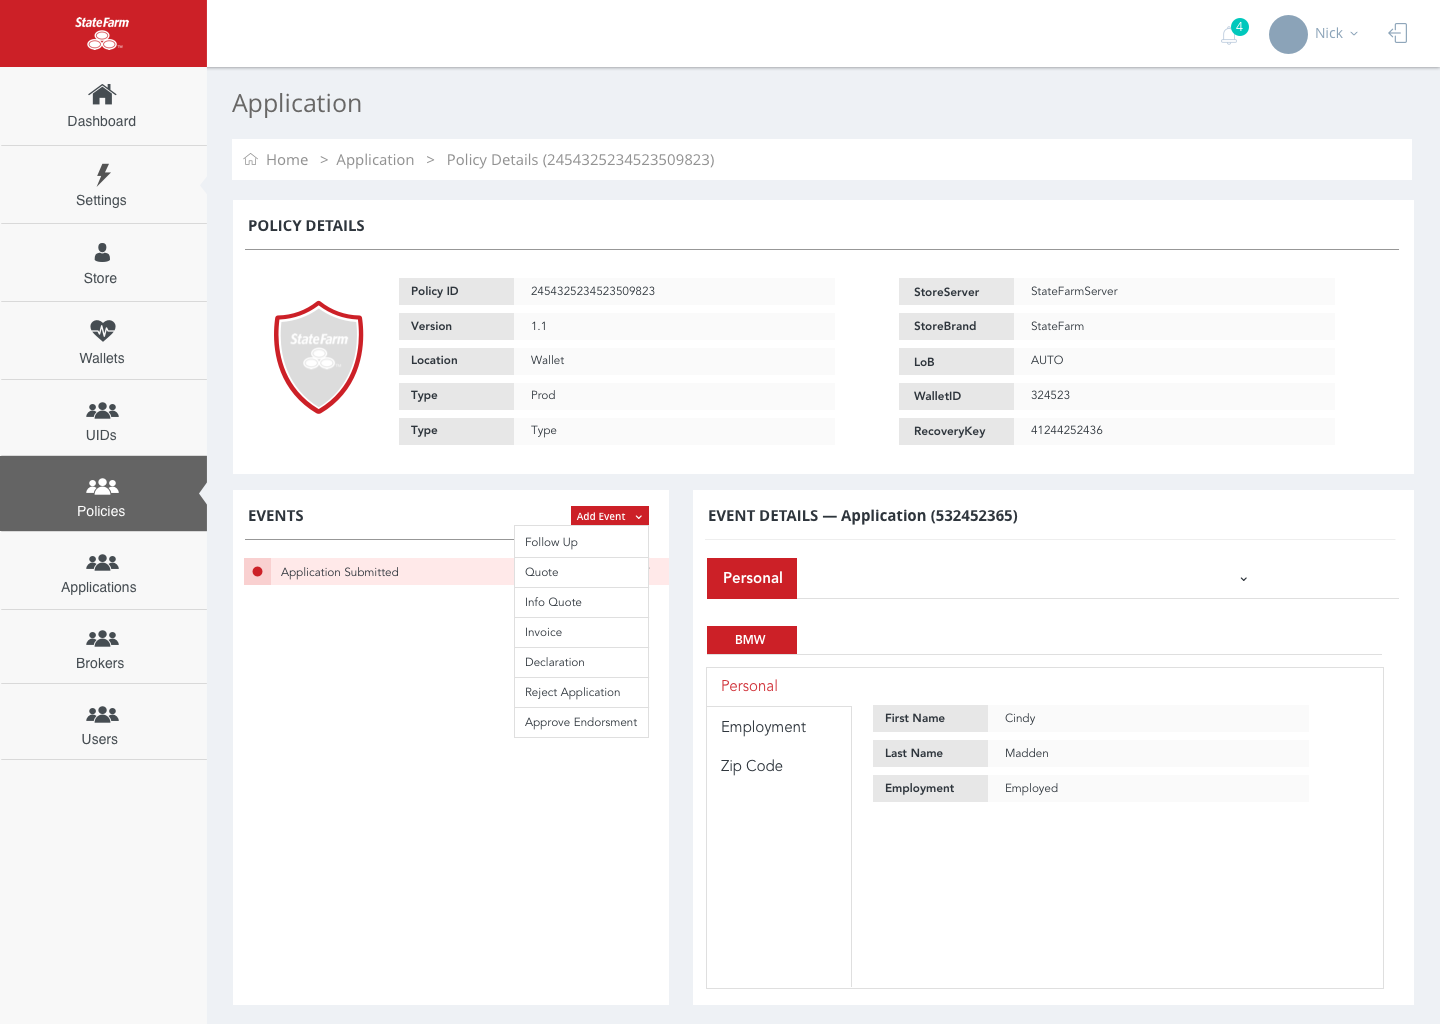 StateFarm
4
Nick
Dashboard
Settings
Store
Wallets
UIDs
Policies
Applications
Brokers
Users
Application
Home > Application > Policy Details (2454325234523509823)
POLICY DETAILS
StateFarm
Policy ID 2454325234523509823
Version 1.1
Location Wallet
Type Prod
Type Type
StoreServer StateFarmServer
StoreBrand StateFarm
LoB AUTO
WalletID 324523
RecoveryKey 41244252436
EVENTS
Add Event
Application Submitted
Follow Up
Quote
Info Quote
Invoice
Declaration
Reject Application
Approve Endorsment
EVENT DETAILS — Application (532452365)
Personal
BMW
Personal
Employment
Zip Code
First Name Cindy
Last Name Madden
Employment Employed